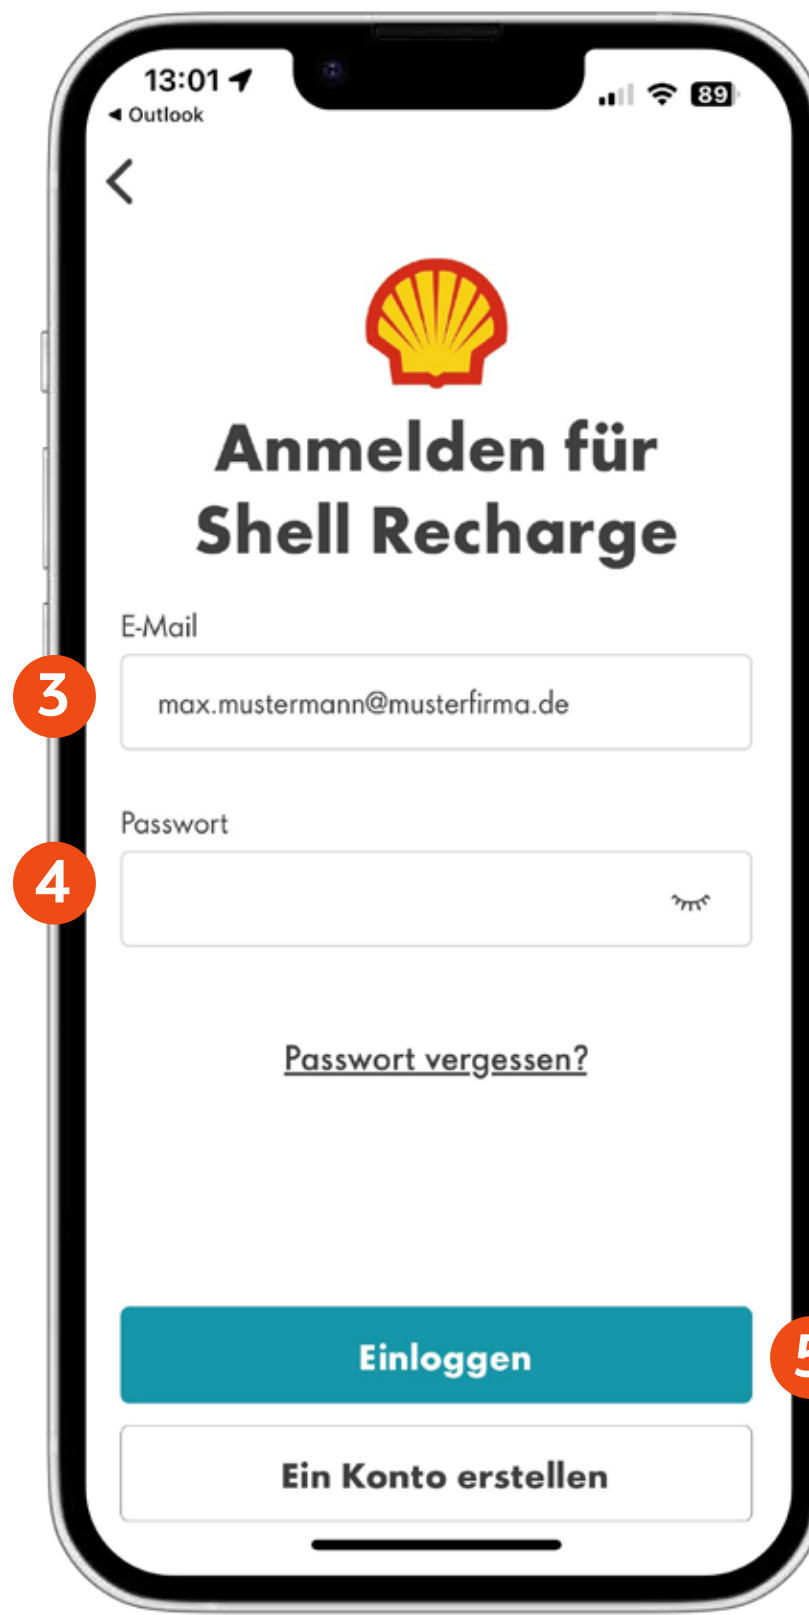 13:01
◀ Outlook
89
Anmelden für
Shell Recharge
E-Mail
3
max.mustermann@musterfirma.de
Passwort
4
Passwort vergessen?
Einloggen
5
Ein Konto erstellen